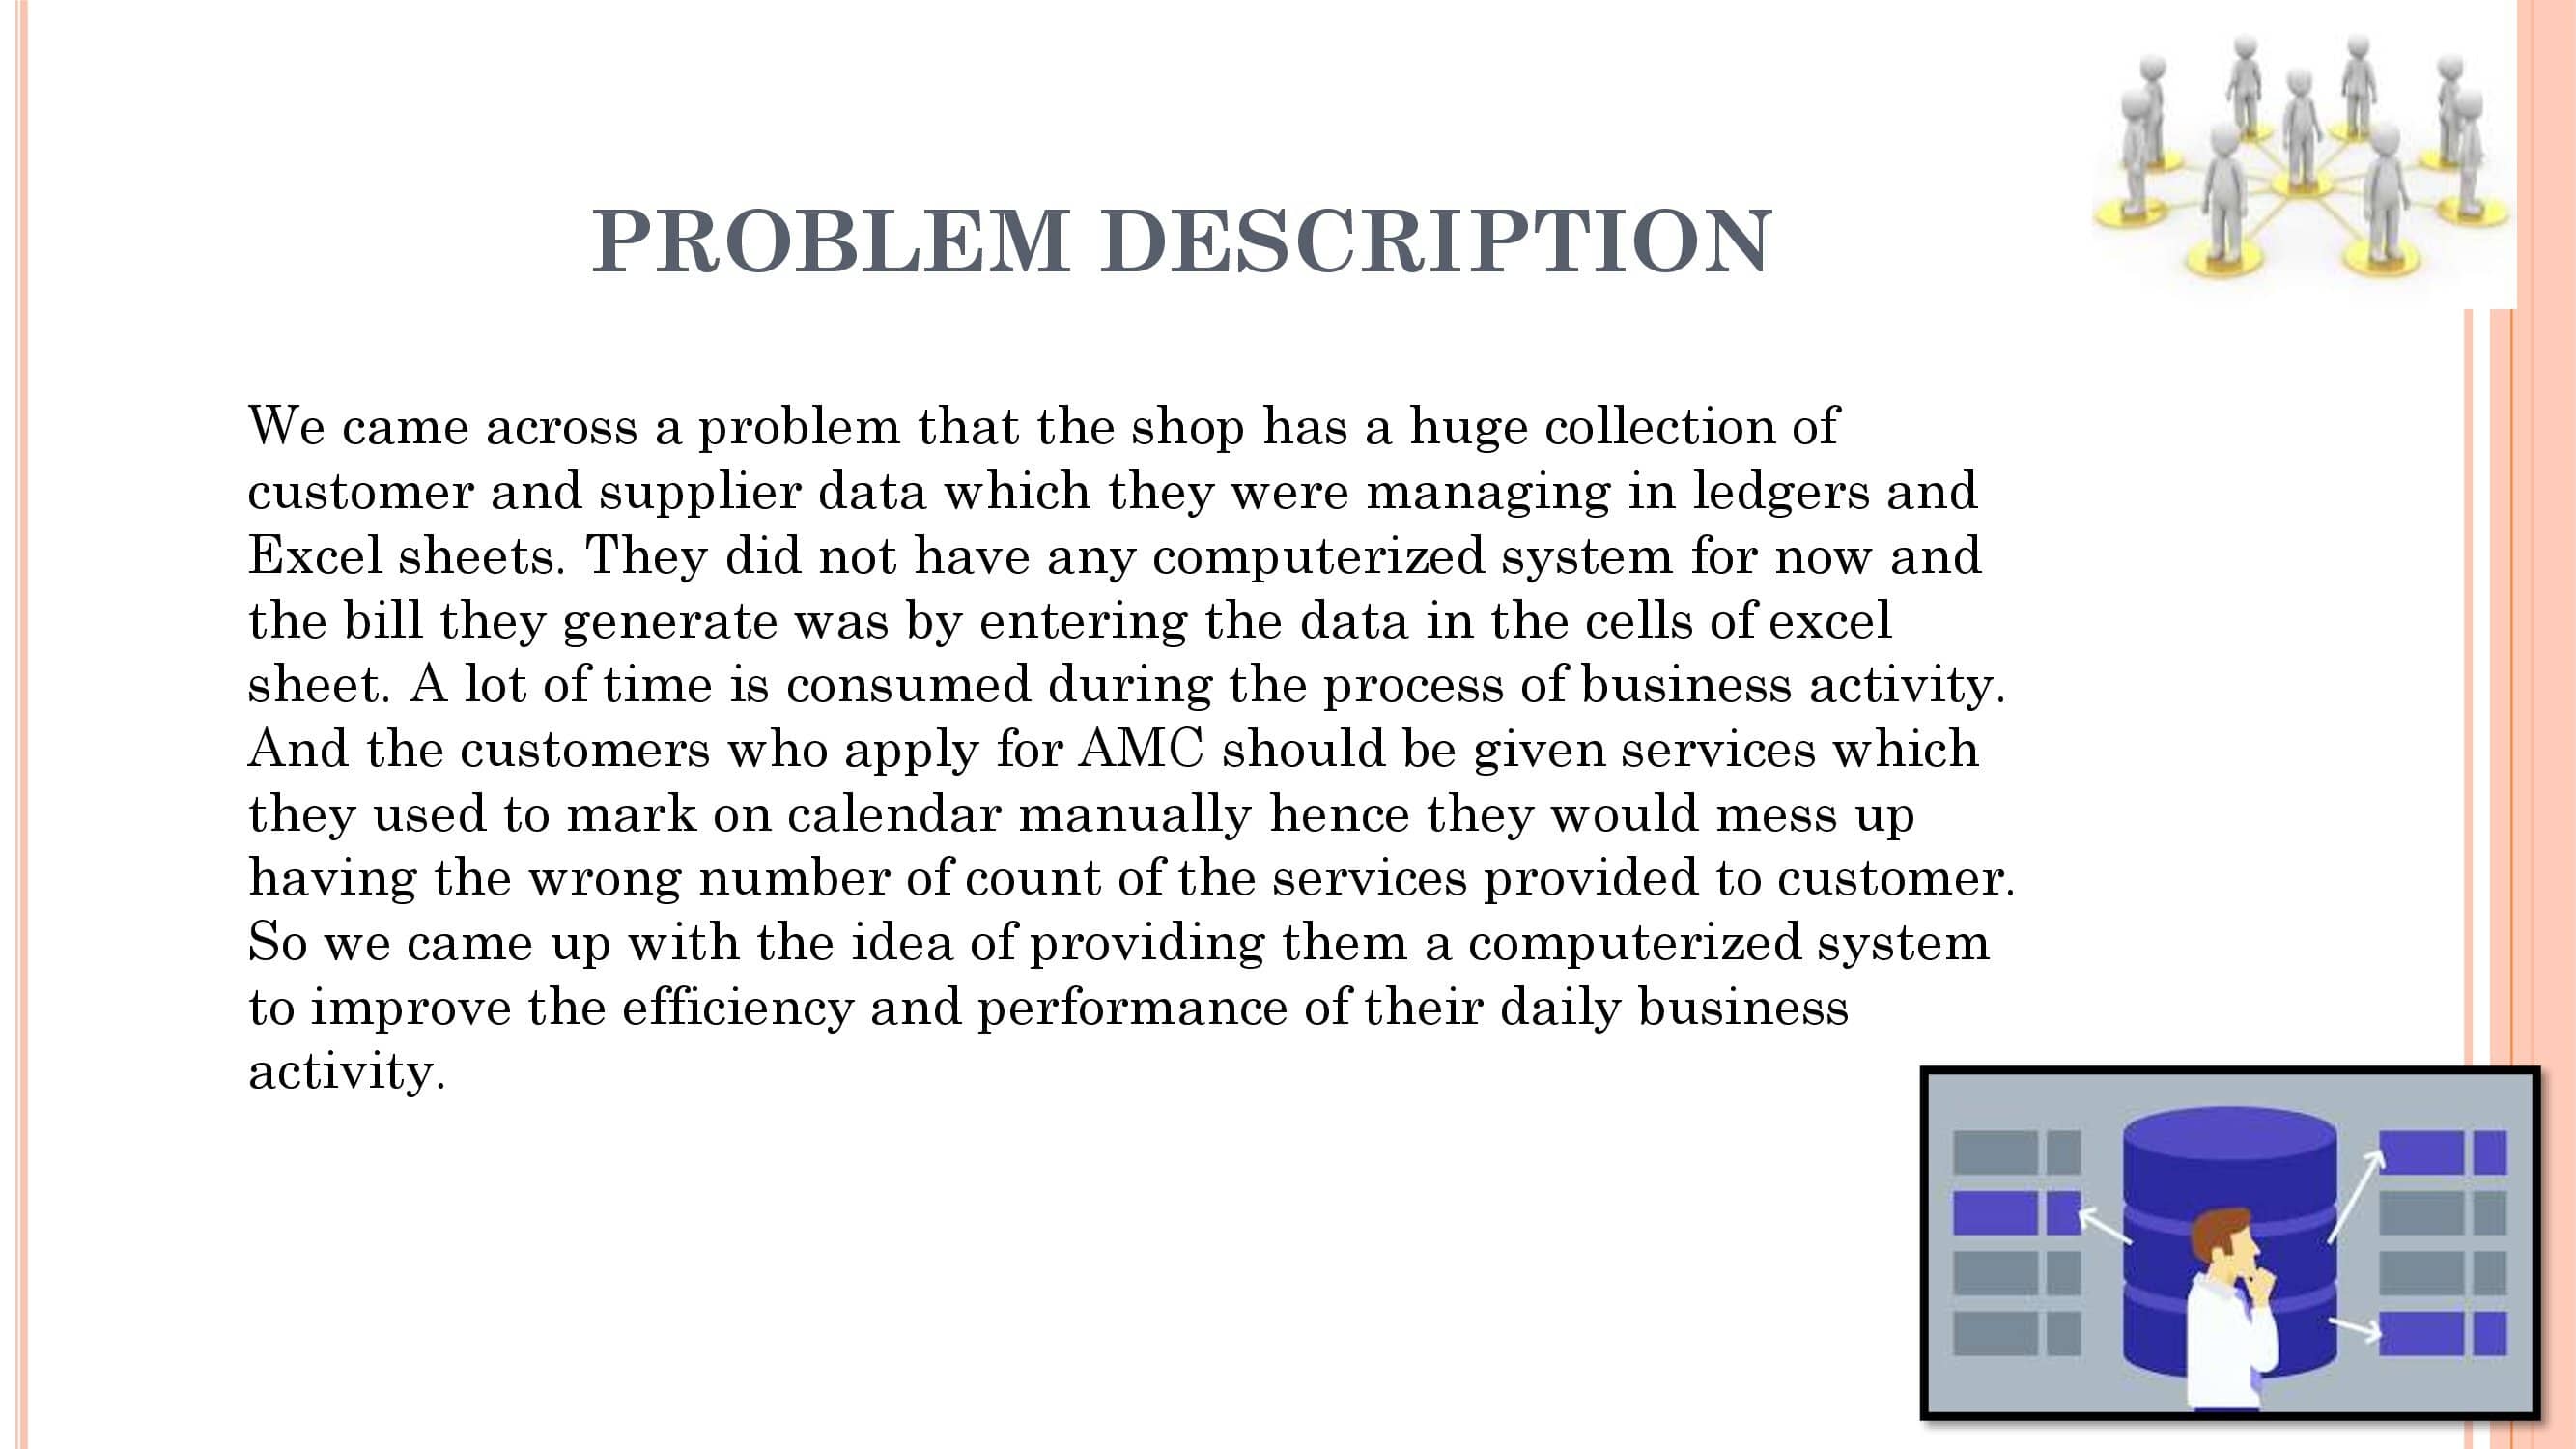 PROBLEM DESCRIPTION
We came across a problem that the shop has a huge collection of
customer and supplier data which they were managing in ledgers and
Excel sheets. They did not have any computerized system for now and
the bill they generate was by entering the data in the cells of excel
sheet. A lot of time is consumed during the process of business activity.
And the customers who apply for AMC should be given services which
they used to mark on calendar manually hence they would mess up
having the wrong number of count of the services provided to customer.
So we came up with the idea of providing them a computerized system
to improve the efficiency and performance of their daily business
activity.